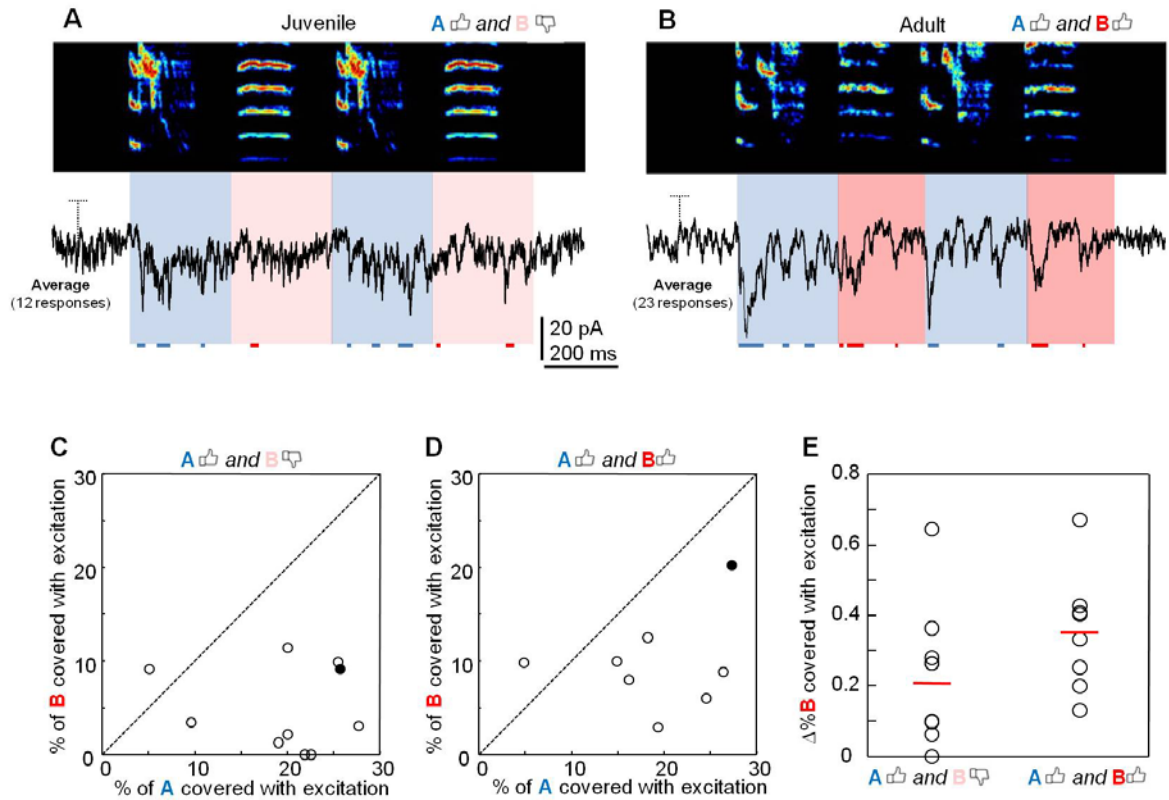 A
Juvenile
A and B
B
Adult
A and B
Average
(12 responses)
20 pA
200 ms
Average
(23 responses)
C
A and B
% of B covered with excitation
30
20
10
0
0
10
20
30
% of A covered with excitation
D
A and B
% of B covered with excitation
30
20
10
0
0
10
20
30
% of A covered with excitation
E
Δ%B covered with excitation
0.8
0.6
0.4
0.2
0
A and B
A and B